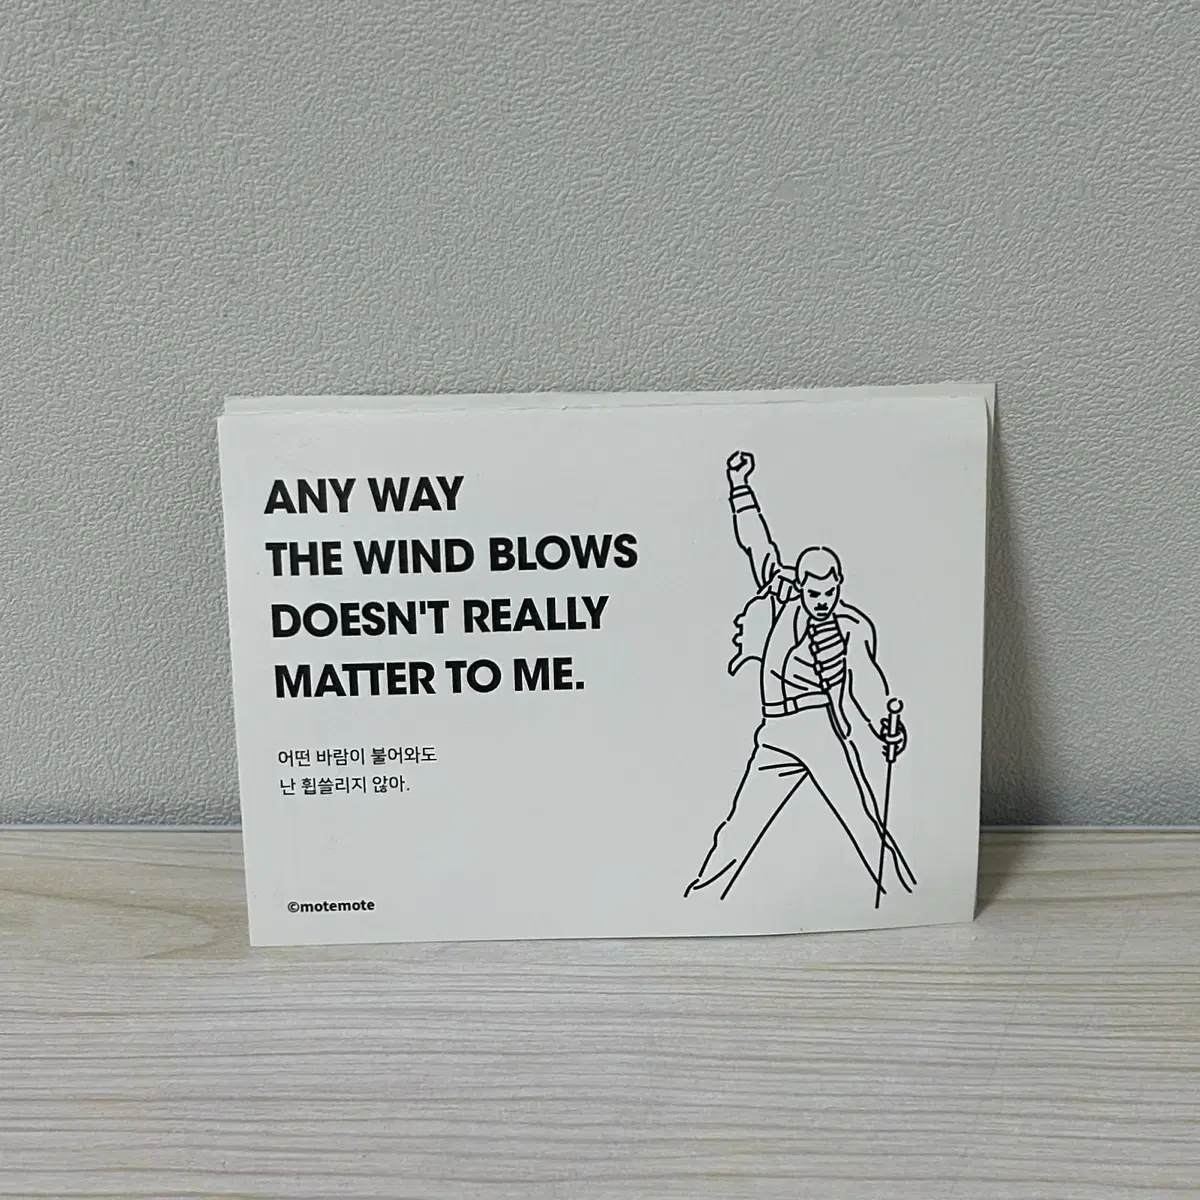 ANY WAY
THE WIND BLOWS
DOESN'T REALLY
MATTER TO ME.
어떤 바람이 불어와도
난 휩쓸리지 않아.
©motemote